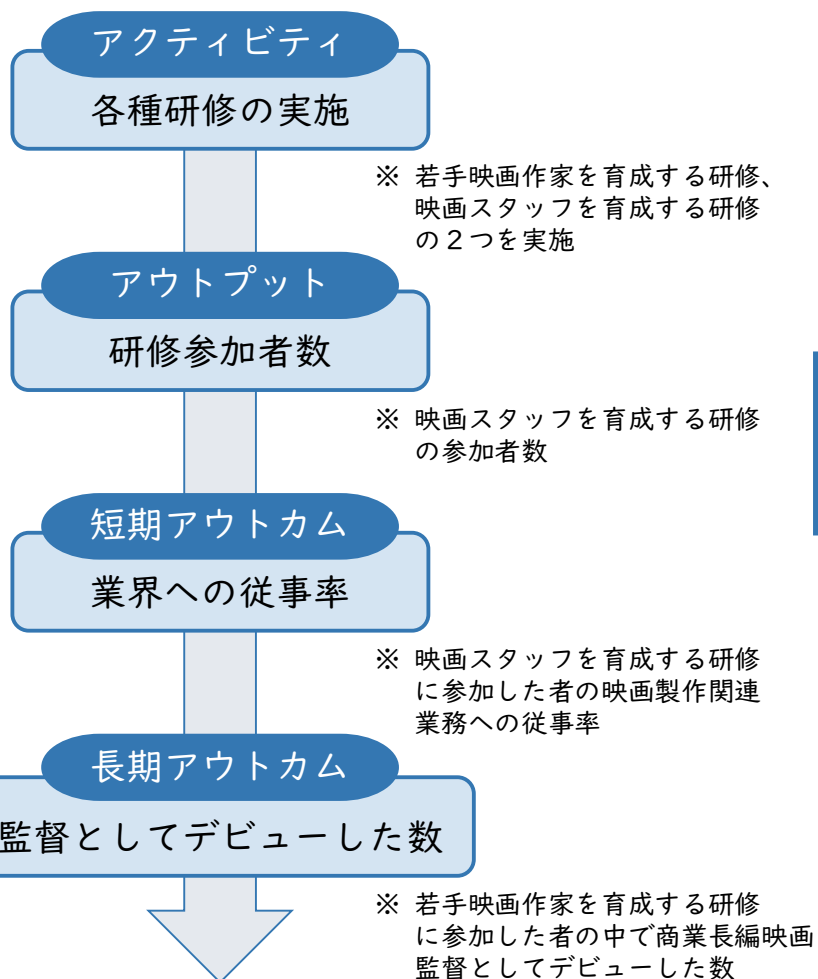 アクティビティ
各種研修の実施
※ 若手映画作家を育成する研修、
映画スタッフを育成する研修
の２つを実施
アウトプット
研修参加者数
※ 映画スタッフを育成する研修
の参加者数
短期アウトカム
業界への従事率
※ 映画スタッフを育成する研修
に参加した者の映画製作関連
業務への従事率
長期アウトカム
監督としてデビューした数
※ 若手映画作家を育成する研修
に参加した者の中で商業長編映画
監督としてデビューした数